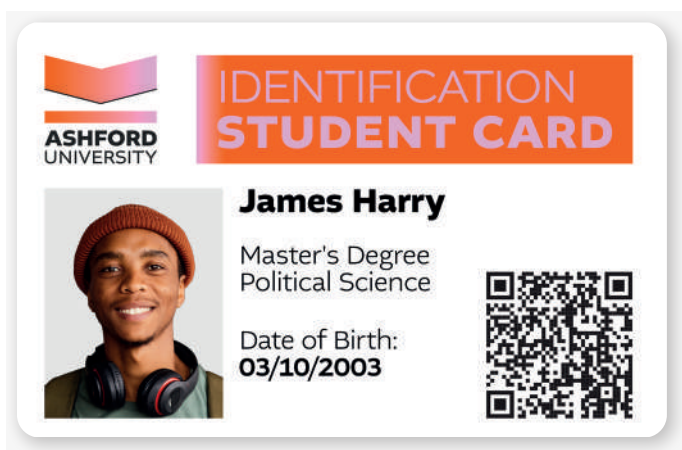 ASHFORD
UNIVERSITY
IDENTIFICATION
STUDENT CARD
James Harry
Master's Degree
Political Science
Date of Birth:
03/10/2003